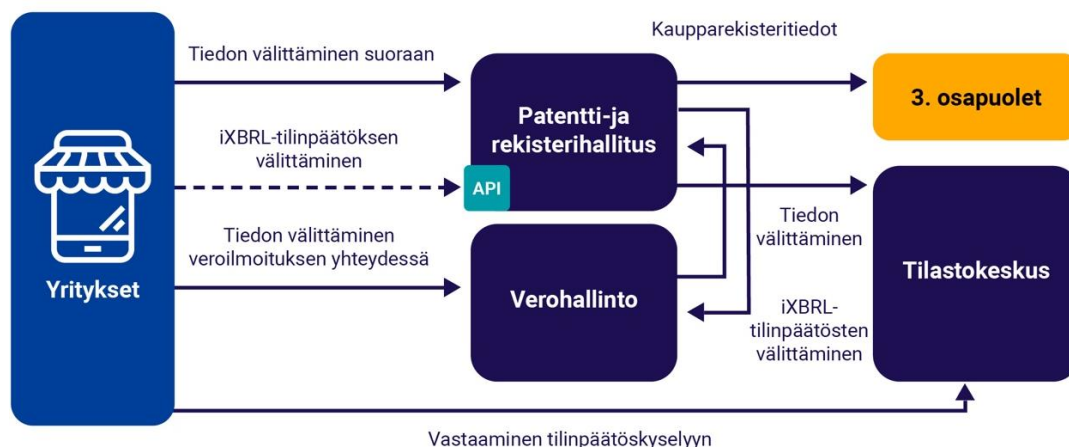 Kaupparekisteritiedot
Tiedon välittäminen suoraan
Patentti-ja
rekisterihallitus
3. osapuolet
iXBRL-tilinpäätöksen
välittäminen
API
Tiedon
välittäminen
Tiedon välittäminen
veroilmoituksen yhteydessä
Yritykset
Verohallinto
Tilastokeskus
iXBRL-
tilinpäätösten
välittäminen
Vastaaminen tilinpäätöskyselyyn